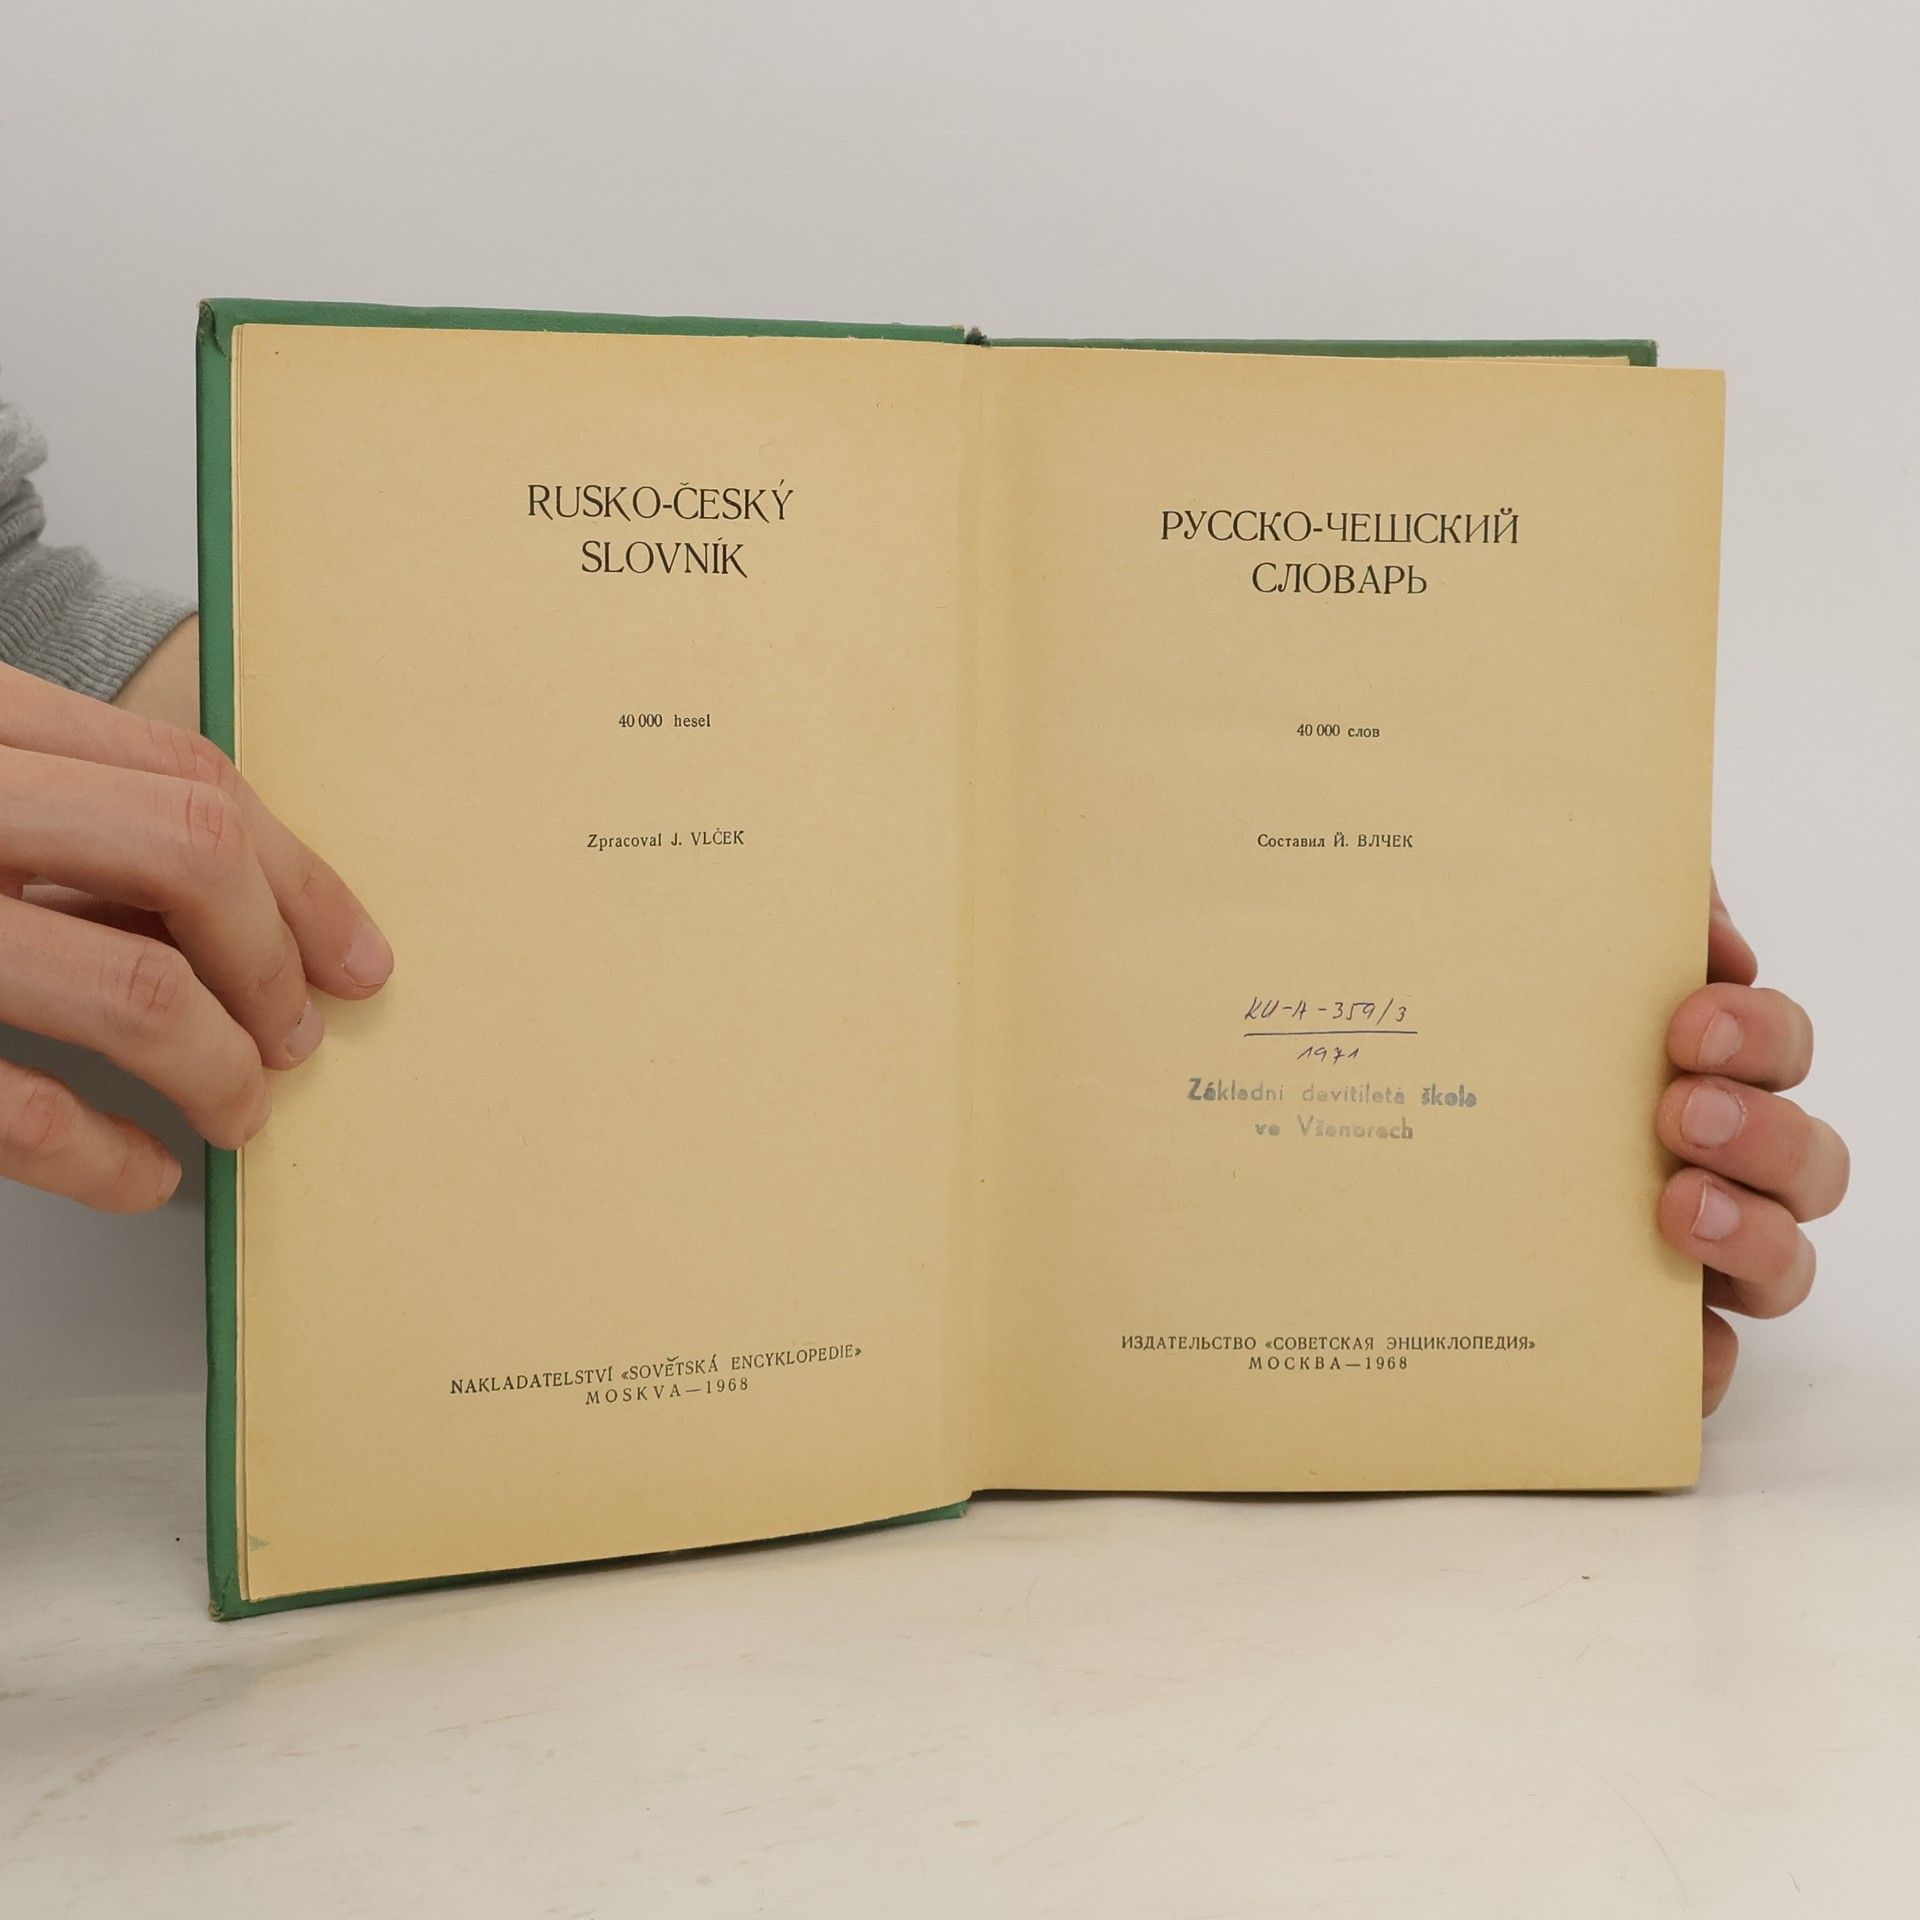 RUSKO-ČESKÝ
SLOVNÍK
40 000 hesel
Zpracoval J. VLČEK
NAKLADATELSTVÍ «SOVĚTSKÁ ENCYKLOPEDIE»
MOSKVA—1968
РУССКО-ЧЕШСКИЙ
СЛОВАРЬ
40 000 слов
Составил Й. ВЛЧЕК
KU-A-359/3
1971
Základní devítiletá škola
ve Všenorech
ИЗДАТЕЛЬСТВО «СОВЕТСКАЯ ЭНЦИКЛОПЕДИЯ»
МОСКВА—1968